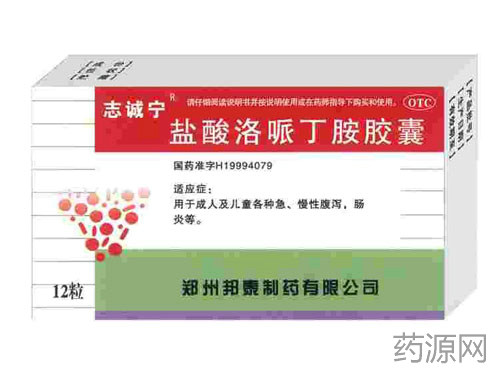 志诚宁 R
请仔细阅读说明书并按说明使用或在药师指导下购买和使用。
OTC
盐酸洛哌丁胺胶囊
国药准字H19994079
适应症:
用于成人及儿童各种急、慢性腹泻,肠
炎等。
12粒
郑州邦泰制药有限公司
药源网